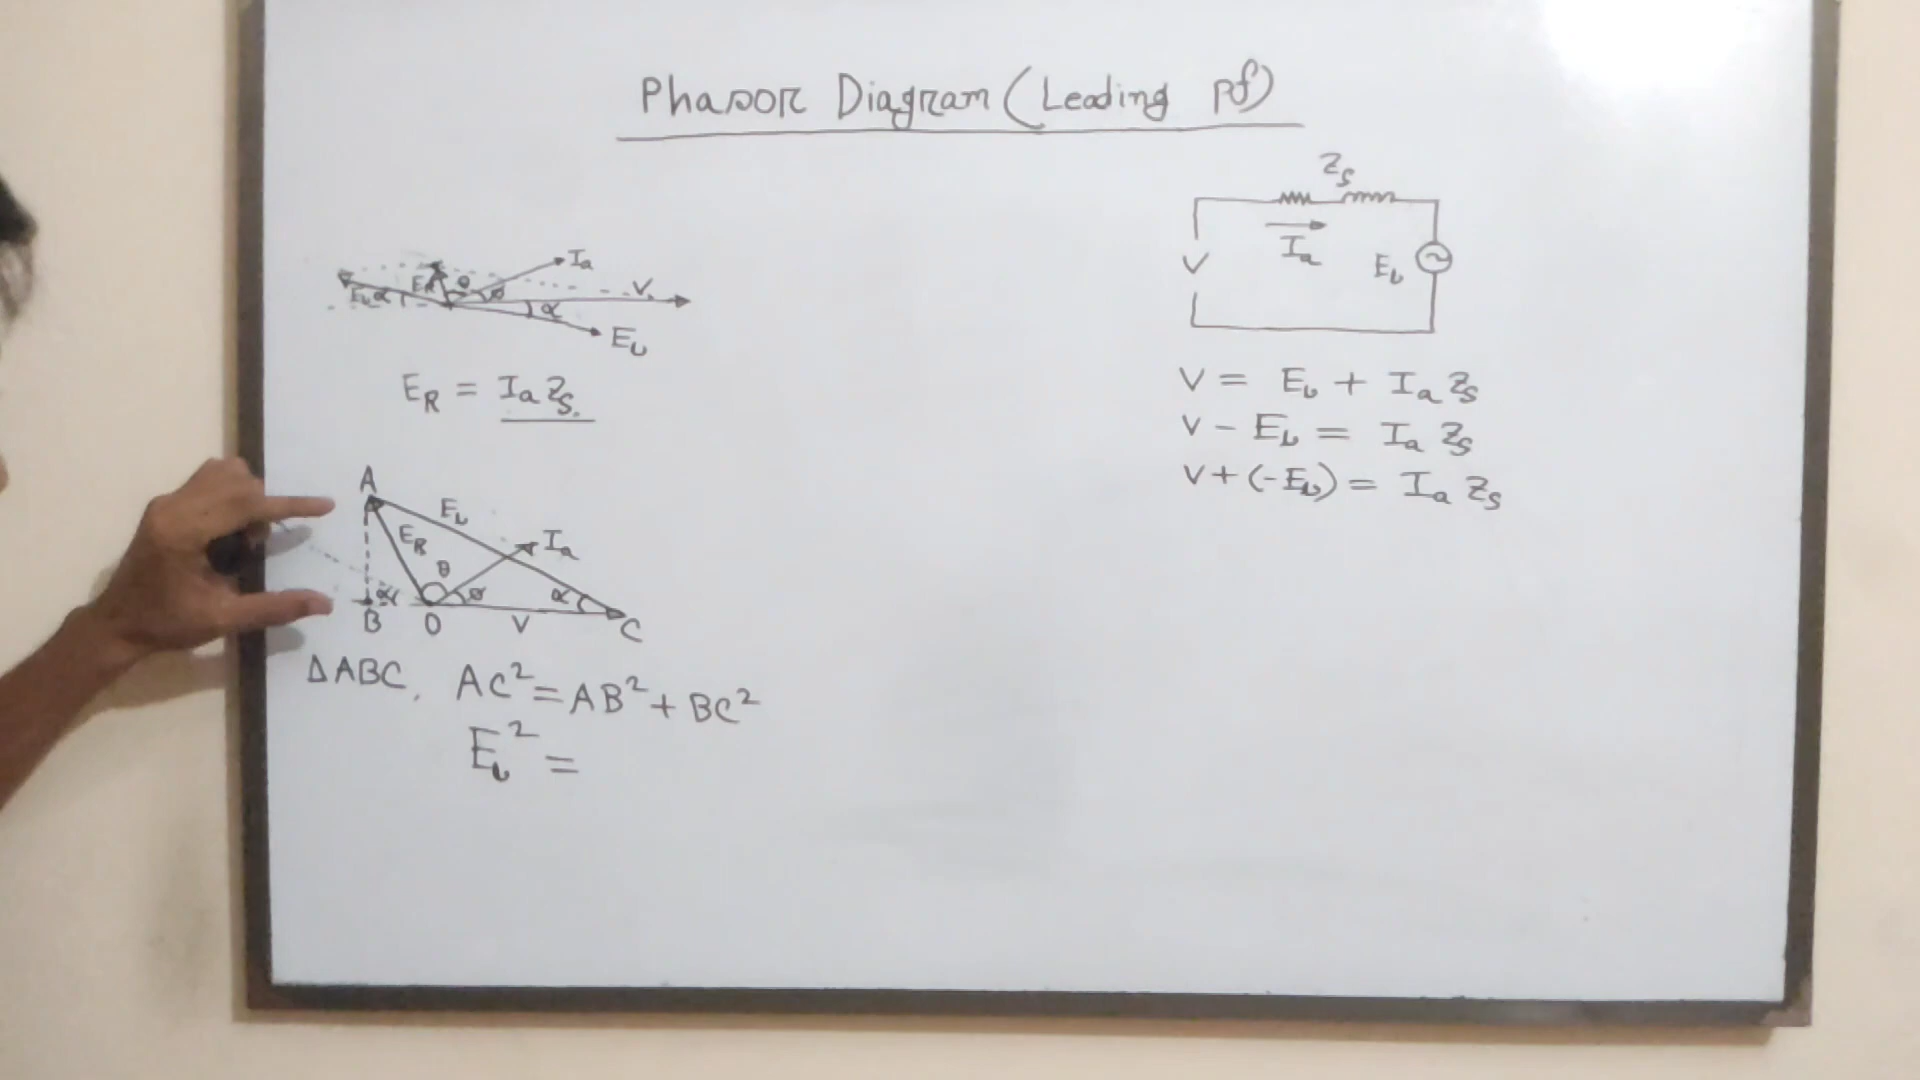 Phasor Diagram (Leading pf)
Ia
ER θ φ V
Eb α α
Eb
ER = Ia Zs.
A
Eb
ER Ia
θ
α φ α
B O V C
ΔABC, AC² = AB² + BC²
Eb² =
Zs
Ia
V Eb
V = Eb + Ia Zs
V - Eb = Ia Zs
V + (-Eb) = Ia Zs